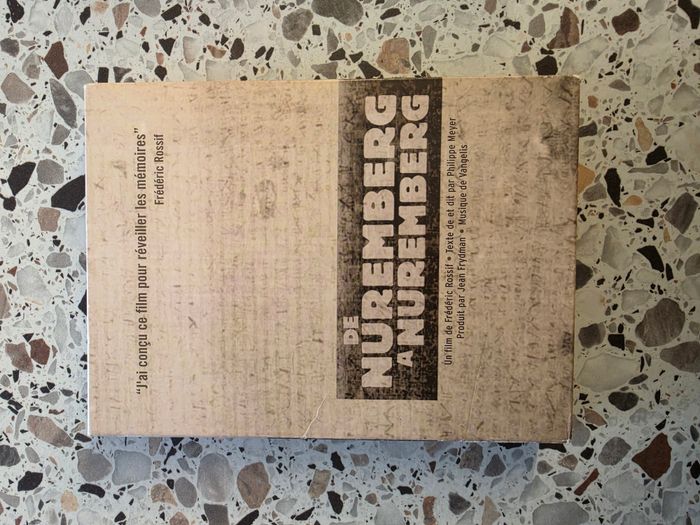 “J'ai conçu ce film pour réveiller les mémoires”
Frédéric Rossif
DE
NUREMBERG
A NUREMBERG
Un film de Frédéric Rossif • Texte de et dit par Philippe Meyer
Produit par Jean Frydman • Musique de Vangelis